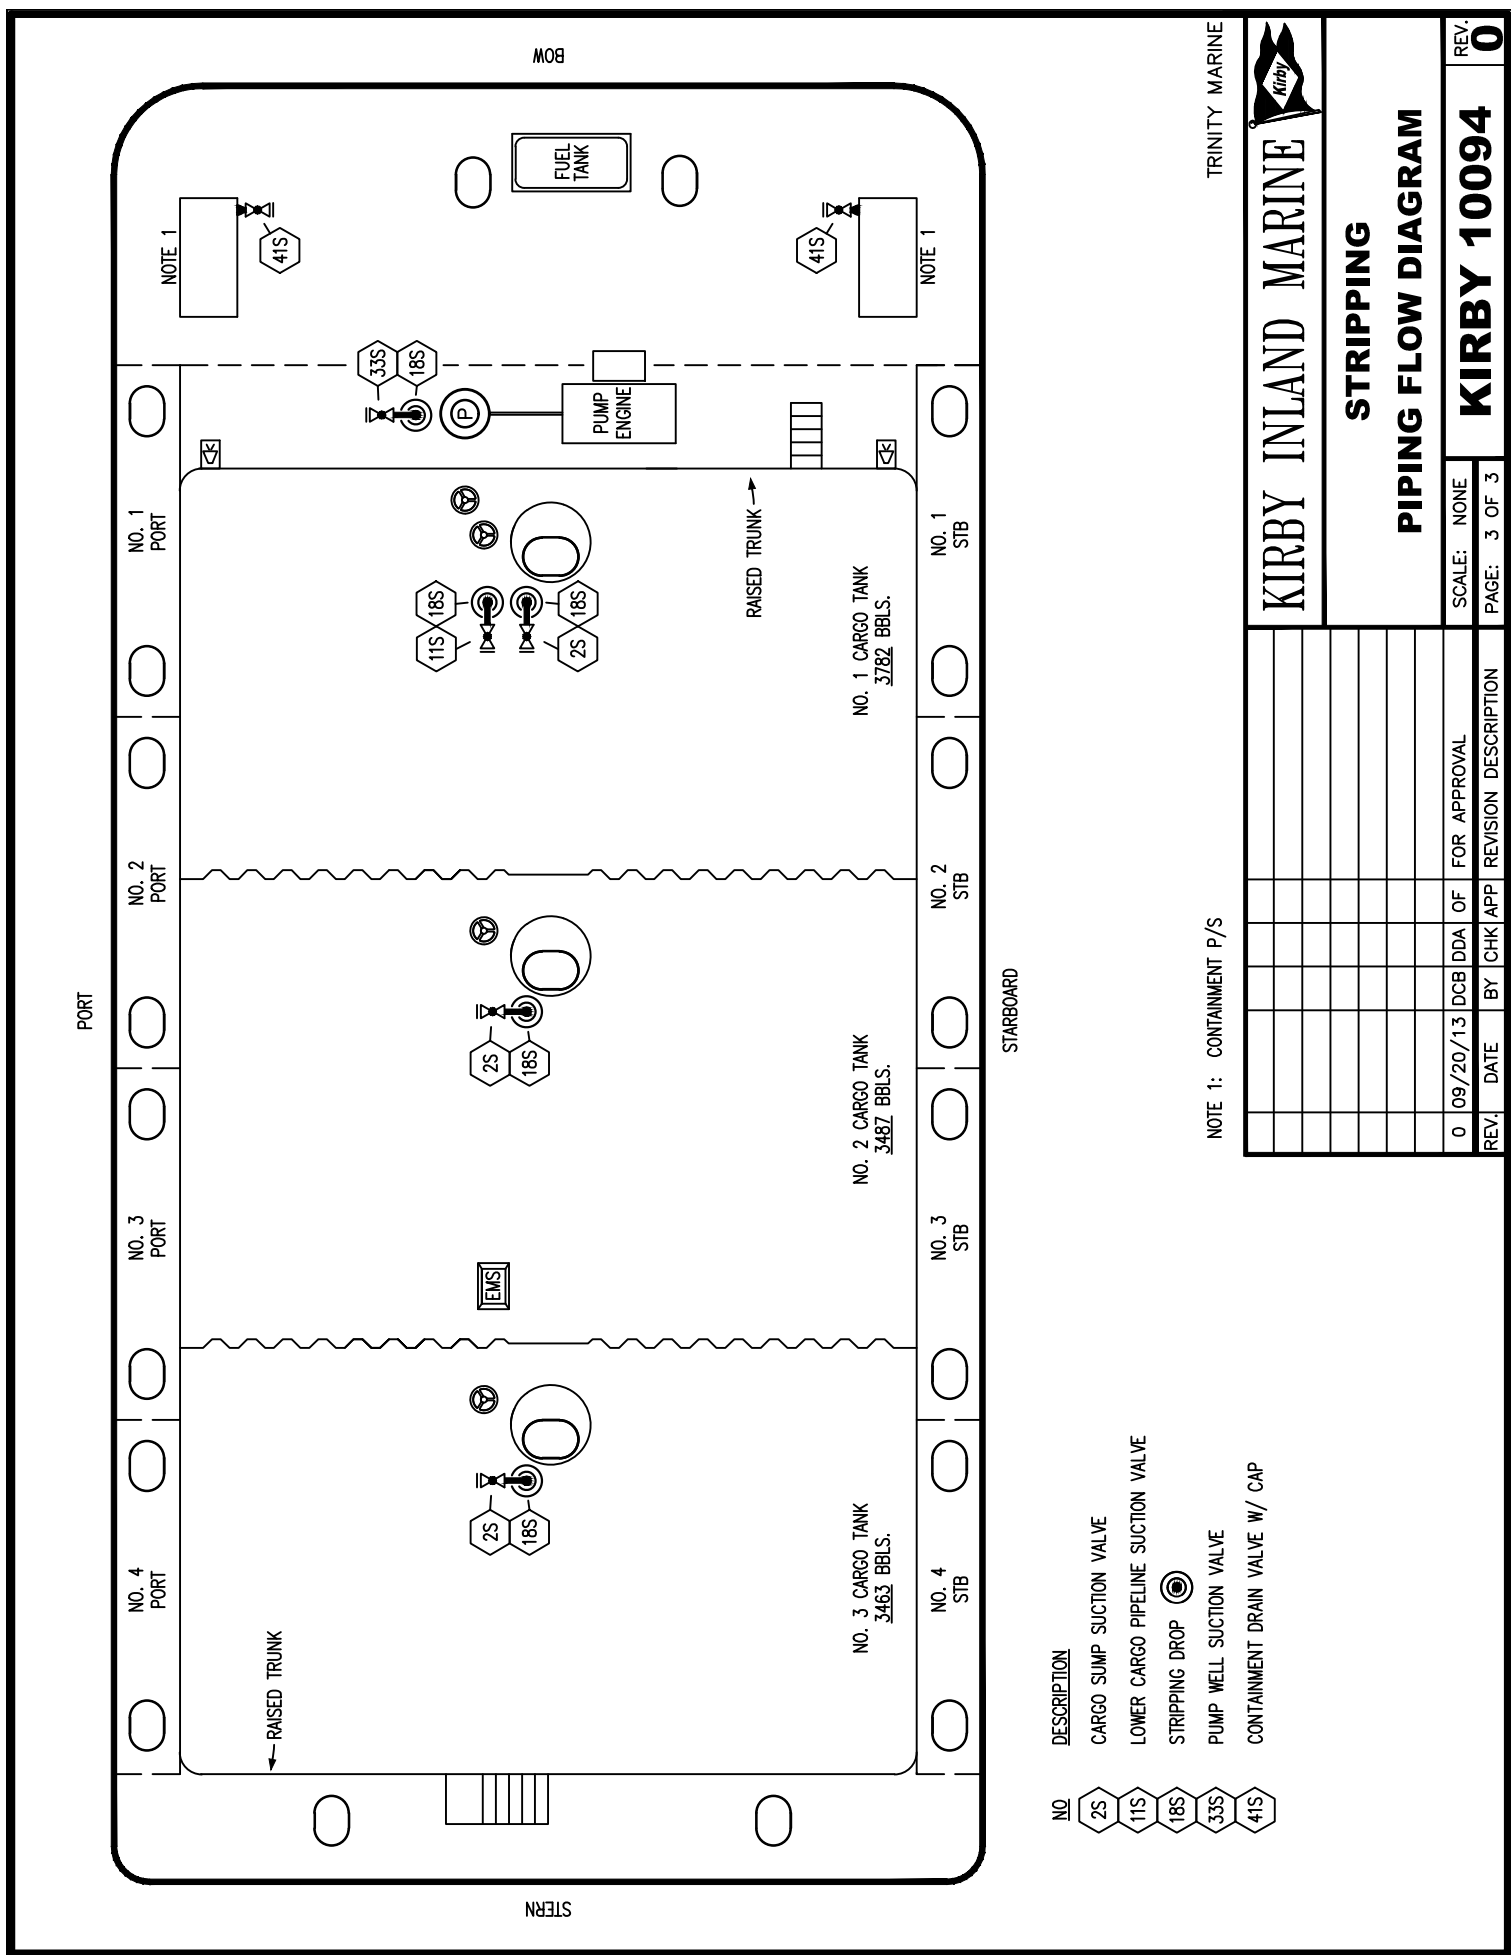 PORT
BOW
STERN
STARBOARD
NO. 4
PORT
NO. 3
PORT
NO. 2
PORT
NO. 1
PORT
NOTE 1
41S
RAISED TRUNK
33S
18S
P
FUEL
TANK
PUMP
ENGINE
2S
18S
EMS
2S
18S
11S
18S
2S
18S
RAISED TRUNK
41S
NO. 3 CARGO TANK
3463 BBLS.
NO. 2 CARGO TANK
3487 BBLS.
NO. 1 CARGO TANK
3782 BBLS.
NOTE 1
NO. 4
STB
NO. 3
STB
NO. 2
STB
NO. 1
STB
NO DESCRIPTION
2S CARGO SUMP SUCTION VALVE
11S LOWER CARGO PIPELINE SUCTION VALVE
18S STRIPPING DROP
33S PUMP WELL SUCTION VALVE
41S CONTAINMENT DRAIN VALVE W/ CAP
NOTE 1: CONTAINMENT P/S
TRINITY MARINE
KIRBY INLAND MARINE
Kirby
STRIPPING
PIPING FLOW DIAGRAM
0 09/20/13 DCB DDA OF FOR APPROVAL
REV. DATE BY CHK APP REVISION DESCRIPTION
SCALE: NONE
PAGE: 3 OF 3
KIRBY 10094
REV.
0